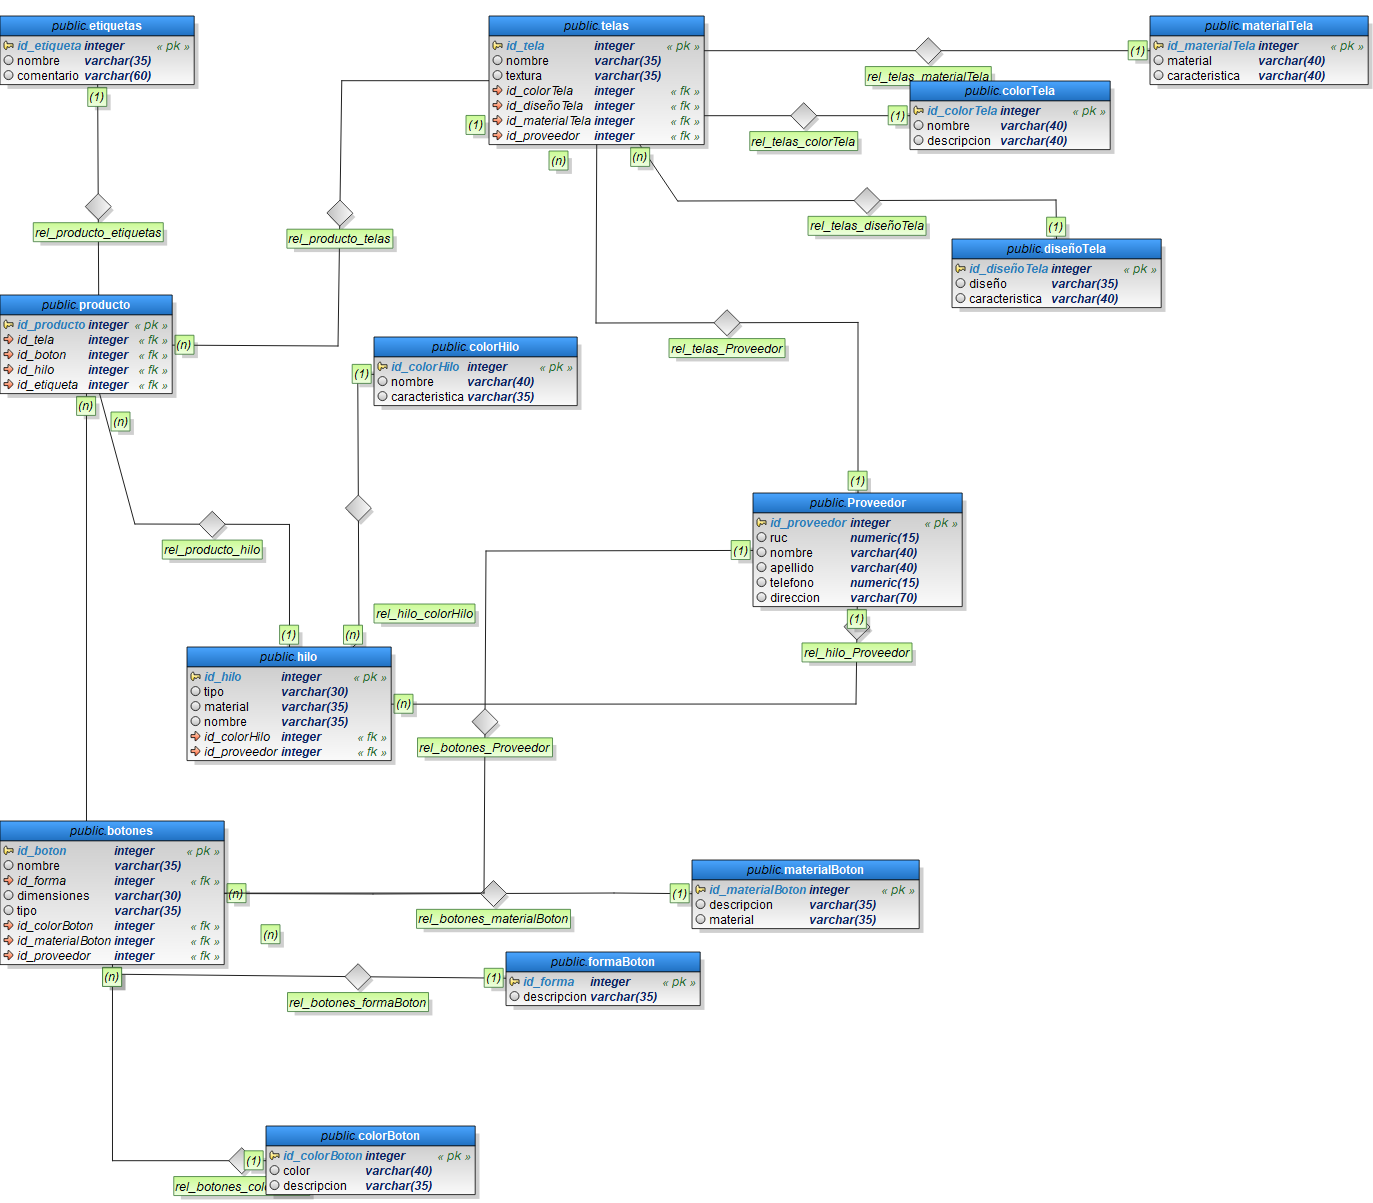 public.etiquetas
id_etiqueta integer « pk »
nombre varchar(35)
comentario varchar(60)
(1)
rel_producto_etiquetas
public.telas
id_tela integer « pk »
nombre varchar(35)
textura varchar(35)
id_colorTela integer « fk »
id_diseñoTela integer « fk »
id_materialTela integer « fk »
id_proveedor integer « fk »
(1)
(n)
(n)
rel_producto_telas
public.materialTela
id_materialTela integer « pk »
material varchar(40)
caracteristica varchar(40)
(1)
rel_telas_materialTela
public.colorTela
id_colorTela integer « pk »
nombre varchar(40)
descripcion varchar(40)
(1)
rel_telas_colorTela
rel_telas_diseñoTela
(1)
public.diseñoTela
id_diseñoTela integer « pk »
diseño varchar(35)
caracteristica varchar(40)
public.producto
id_producto integer « pk »
id_tela integer « fk »
id_boton integer « fk »
id_hilo integer « fk »
id_etiqueta integer « fk »
(n)
(n)
(n)
rel_telas_Proveedor
public.colorHilo
id_colorHilo integer « pk »
nombre varchar(40)
caracteristica varchar(35)
(1)
(1)
public.Proveedor
id_proveedor integer « pk »
ruc numeric(15)
nombre varchar(40)
apellido varchar(40)
telefono numeric(15)
direccion varchar(70)
(1)
(1)
rel_hilo_Proveedor
rel_producto_hilo
rel_hilo_colorHilo
(1)
(n)
public.hilo
id_hilo integer « pk »
tipo varchar(30)
material varchar(35)
nombre varchar(35)
id_colorHilo integer « fk »
id_proveedor integer « fk »
(n)
rel_botones_Proveedor
public.botones
id_boton integer « pk »
nombre varchar(35)
id_forma integer « fk »
dimensiones varchar(30)
tipo varchar(35)
id_colorBoton integer « fk »
id_materialBoton integer « fk »
id_proveedor integer « fk »
(n)
(n)
(n)
rel_botones_materialBoton
(1)
public.materialBoton
id_materialBoton integer « pk »
descripcion varchar(35)
material varchar(35)
rel_botones_formaBoton
(1)
public.formaBoton
id_forma integer « pk »
descripcion varchar(35)
public.colorBoton
id_colorBoton integer « pk »
color varchar(40)
descripcion varchar(35)
(1)
rel_botones_col